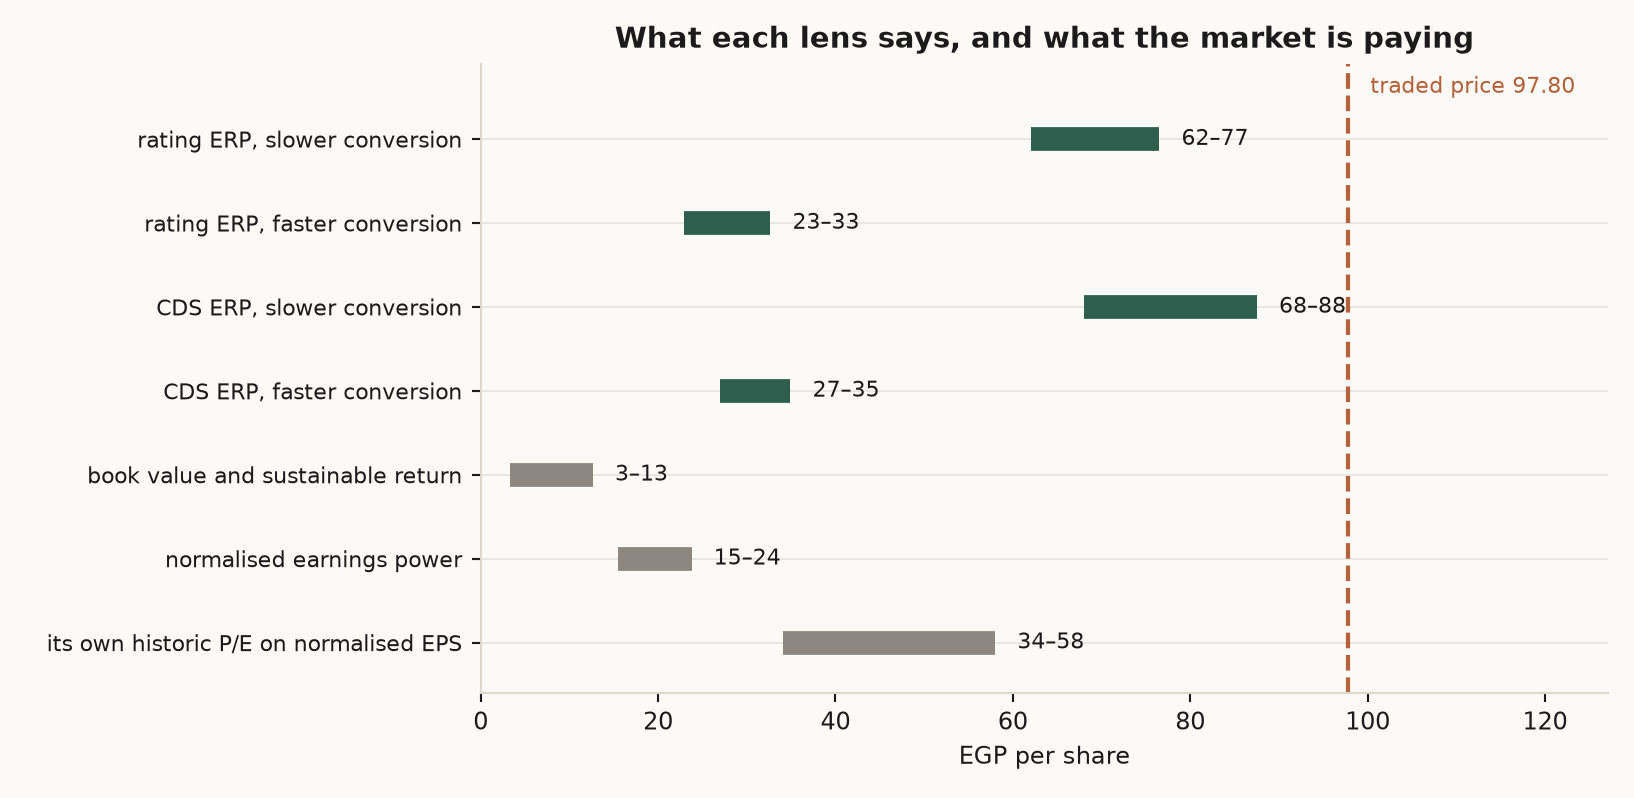 What each lens says, and what the market is paying
traded price 97.80
rating ERP, slower conversion
62–77
rating ERP, faster conversion
23–33
CDS ERP, slower conversion
68–88
CDS ERP, faster conversion
27–35
book value and sustainable return
3–13
normalised earnings power
15–24
its own historic P/E on normalised EPS
34–58
0 20 40 60 80 100 120
EGP per share